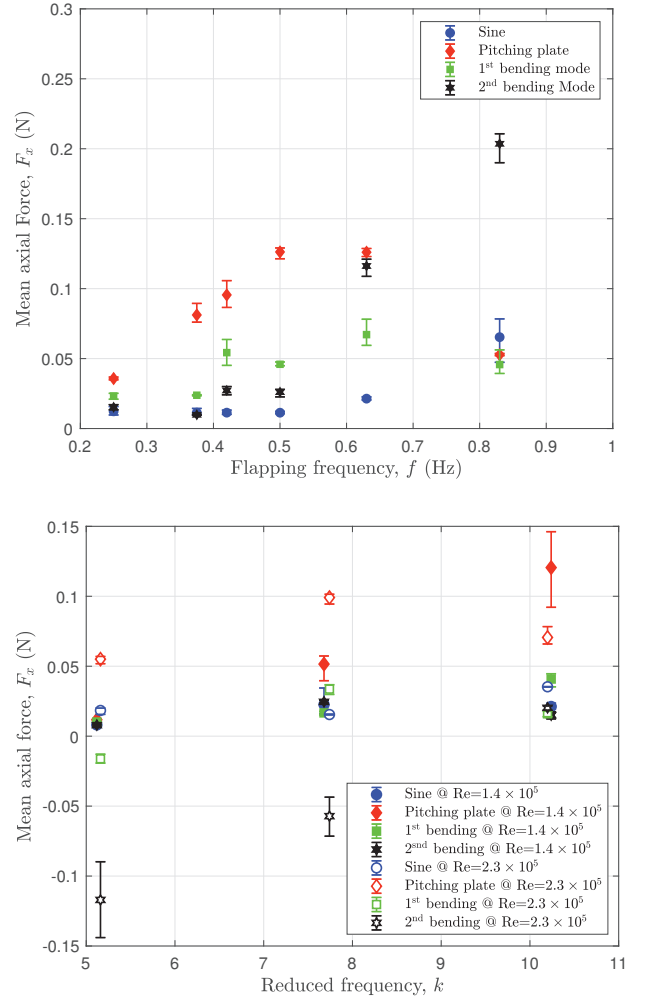 0.3
0.25
0.2
0.15
0.1
0.05
0
Mean axial Force, F_x (N)
Sine
Pitching plate
1st bending mode
2nd bending Mode
0.2 0.3 0.4 0.5 0.6 0.7 0.8 0.9 1
Flapping frequency, f (Hz)
0.15
0.1
0.05
0
-0.05
-0.1
-0.15
Mean axial force, F_x (N)
Sine @ Re=1.4 × 10^5
Pitching plate @ Re=1.4 × 10^5
1st bending @ Re=1.4 × 10^5
2snd bending @ Re=1.4 × 10^5
Sine @ Re=2.3 × 10^5
Pitching plate @ Re=2.3 × 10^5
1st bending @ Re=2.3 × 10^5
2nd bending @ Re=2.3 × 10^5
5 6 7 8 9 10 11
Reduced frequency, k